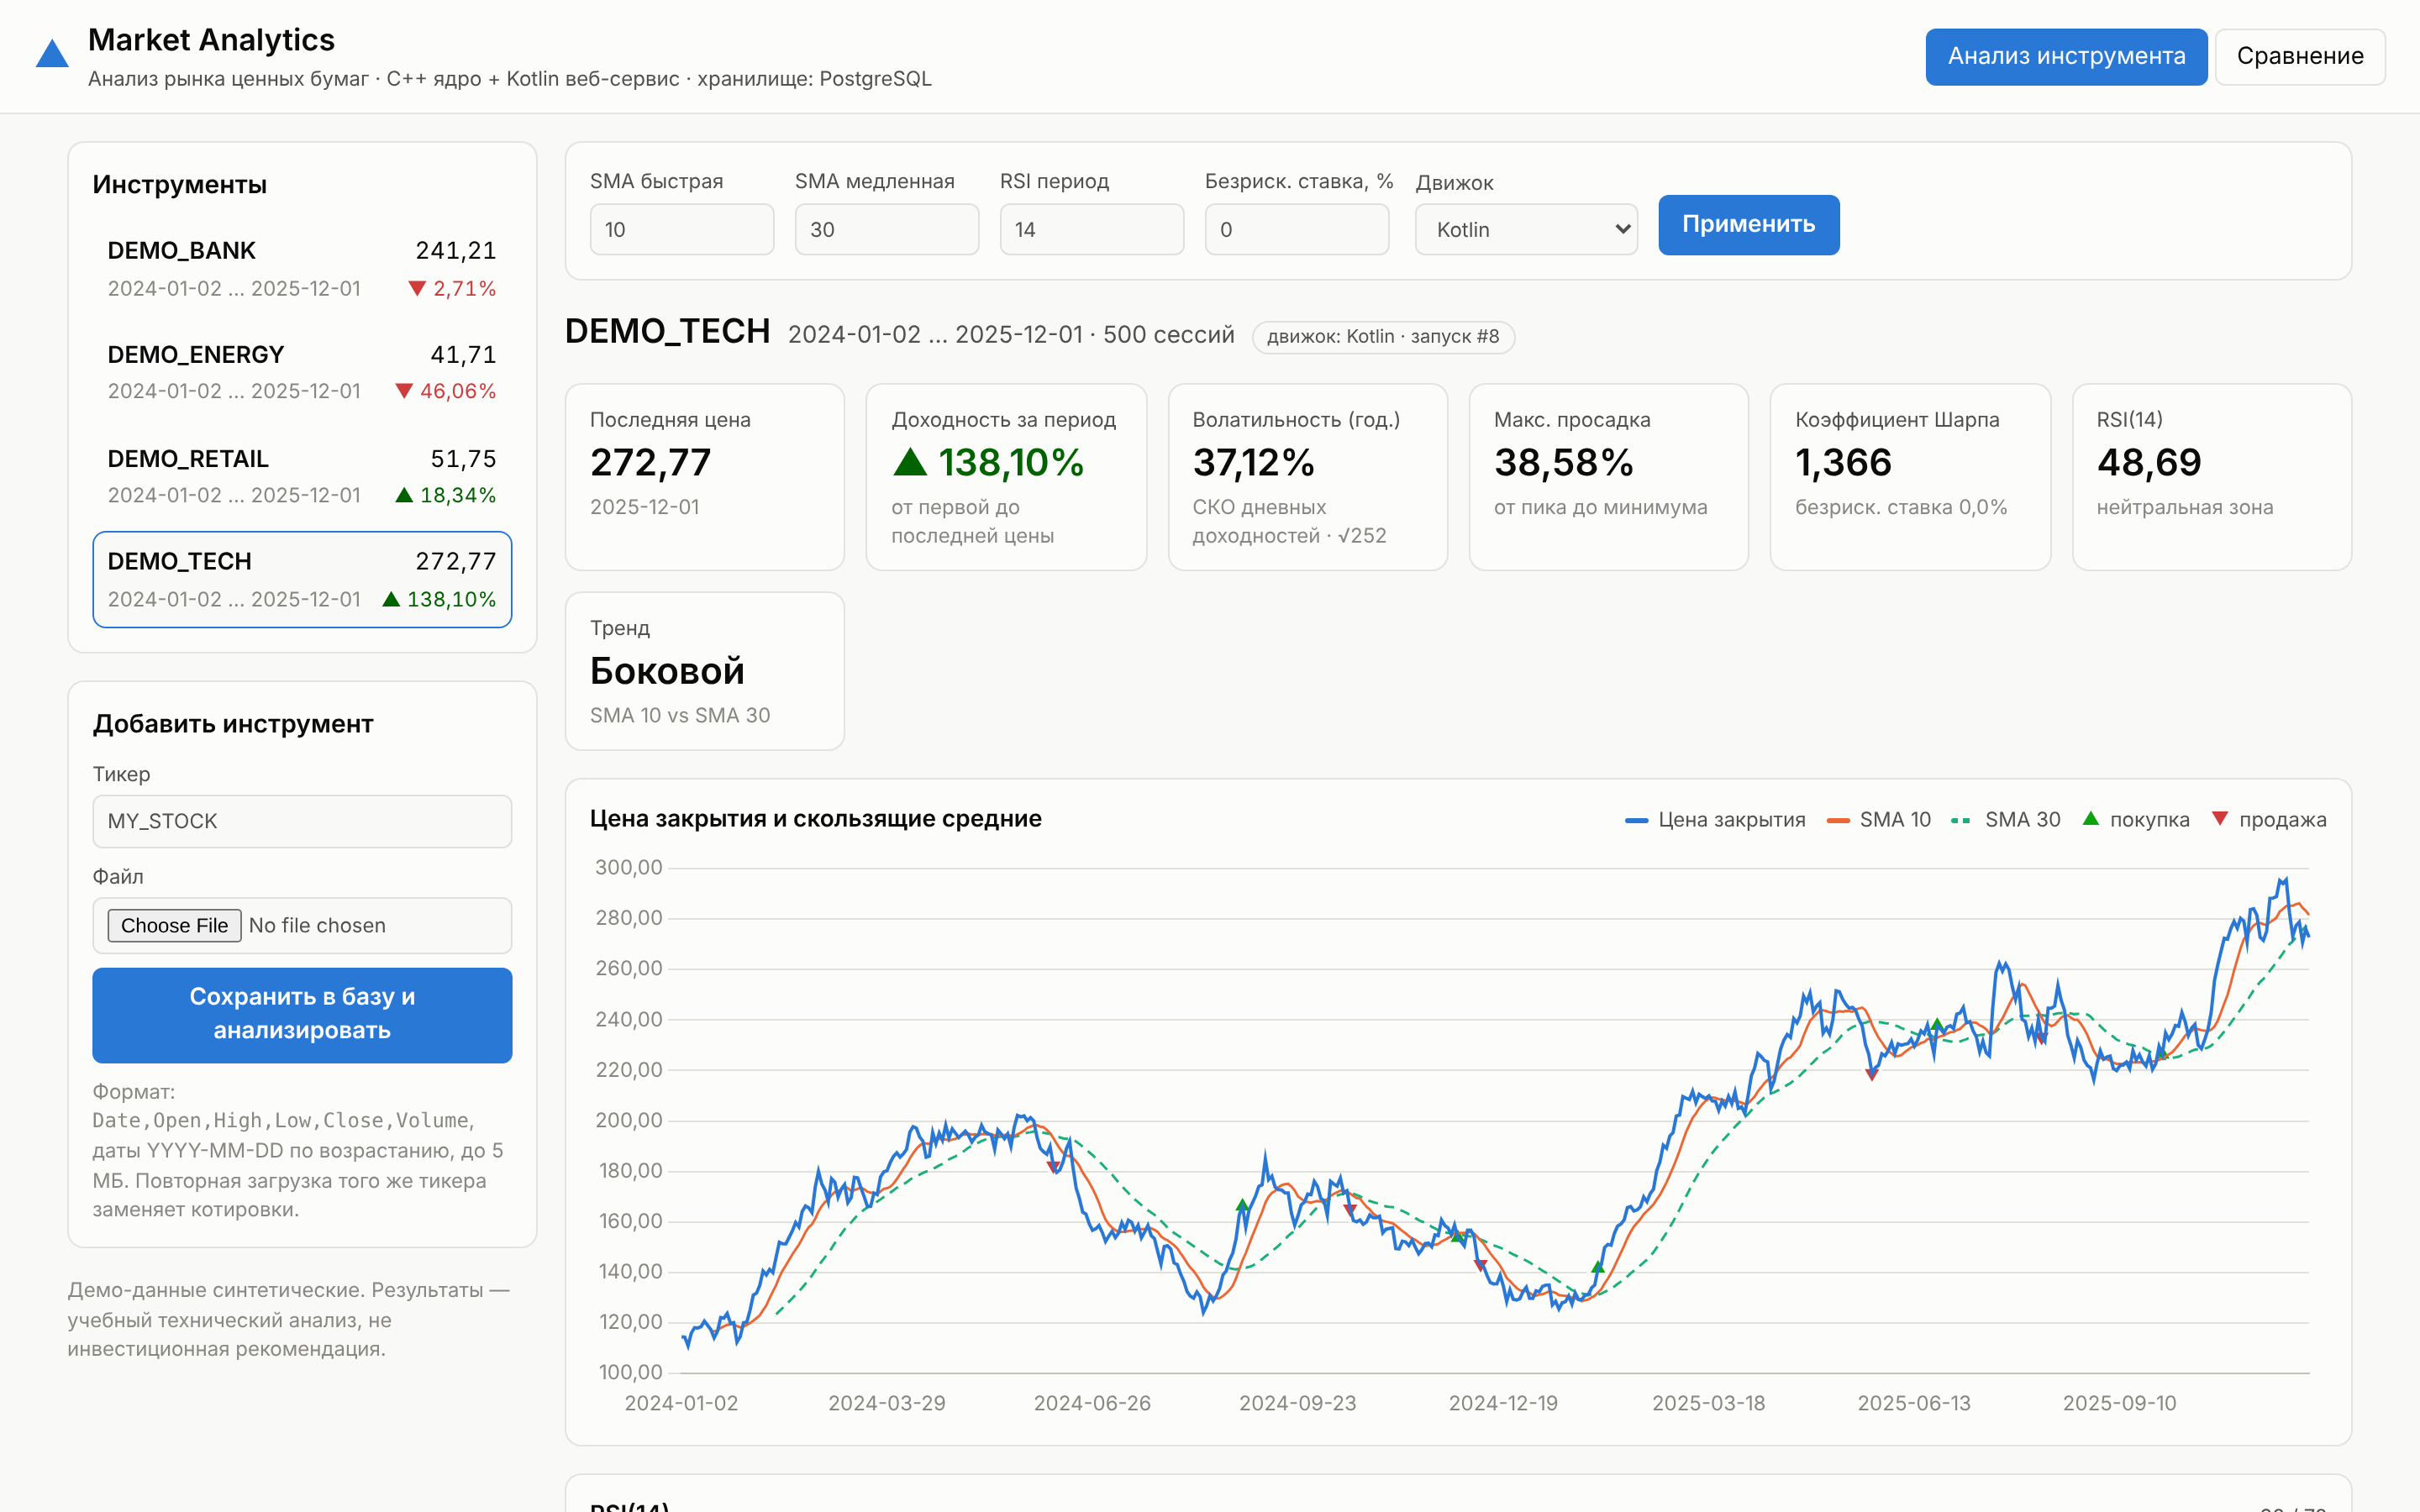 Market Analytics
Анализ рынка ценных бумаг · C++ ядро + Kotlin веб-сервис · хранилище: PostgreSQL
Анализ инструмента
Сравнение
Инструменты
DEMO_BANK 241,21
2024-01-02 … 2025-12-01 ▼ 2,71%
DEMO_ENERGY 41,71
2024-01-02 … 2025-12-01 ▼ 46,06%
DEMO_RETAIL 51,75
2024-01-02 … 2025-12-01 ▲ 18,34%
DEMO_TECH 272,77
2024-01-02 … 2025-12-01 ▲ 138,10%
Добавить инструмент
Тикер
MY_STOCK
Файл
Choose File No file chosen
Сохранить в базу и
анализировать
Формат:
Date,Open,High,Low,Close,Volume,
даты YYYY-MM-DD по возрастанию, до 5
МБ. Повторная загрузка того же тикера
заменяет котировки.
Демо-данные синтетические. Результаты —
учебный технический анализ, не
инвестиционная рекомендация.
SMA быстрая SMA медленная RSI период Безриск. ставка, % Движок
10 30 14 0 Kotlin Применить
DEMO_TECH 2024-01-02 … 2025-12-01 · 500 сессий движок: Kotlin · запуск #8
Последняя цена
272,77
2025-12-01
Доходность за период
▲ 138,10%
от первой до
последней цены
Волатильность (год.)
37,12%
СКО дневных
доходностей · √252
Макс. просадка
38,58%
от пика до минимума
Коэффициент Шарпа
1,366
безриск. ставка 0,0%
RSI(14)
48,69
нейтральная зона
Тренд
Боковой
SMA 10 vs SMA 30
Цена закрытия и скользящие средние
Цена закрытия SMA 10 SMA 30 ▲ покупка ▼ продажа
300,00
280,00
260,00
240,00
220,00
200,00
180,00
160,00
140,00
120,00
100,00
2024-01-02 2024-03-29 2024-06-26 2024-09-23 2024-12-19 2025-03-18 2025-06-13 2025-09-10
RSI(14)